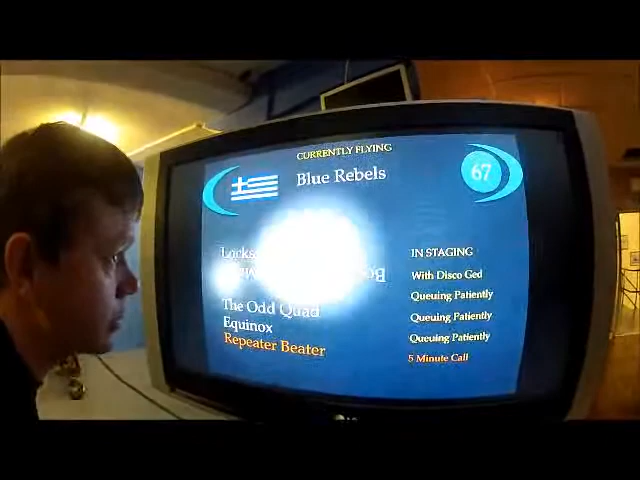 CURRENTLY FLYING
Blue Rebels
67
IN STAGING
With Disco Ged
The Odd Quad
Queuing Patiently
Equinox
Queuing Patiently
Repeater Beater
Queuing Patiently
5 Minute Call